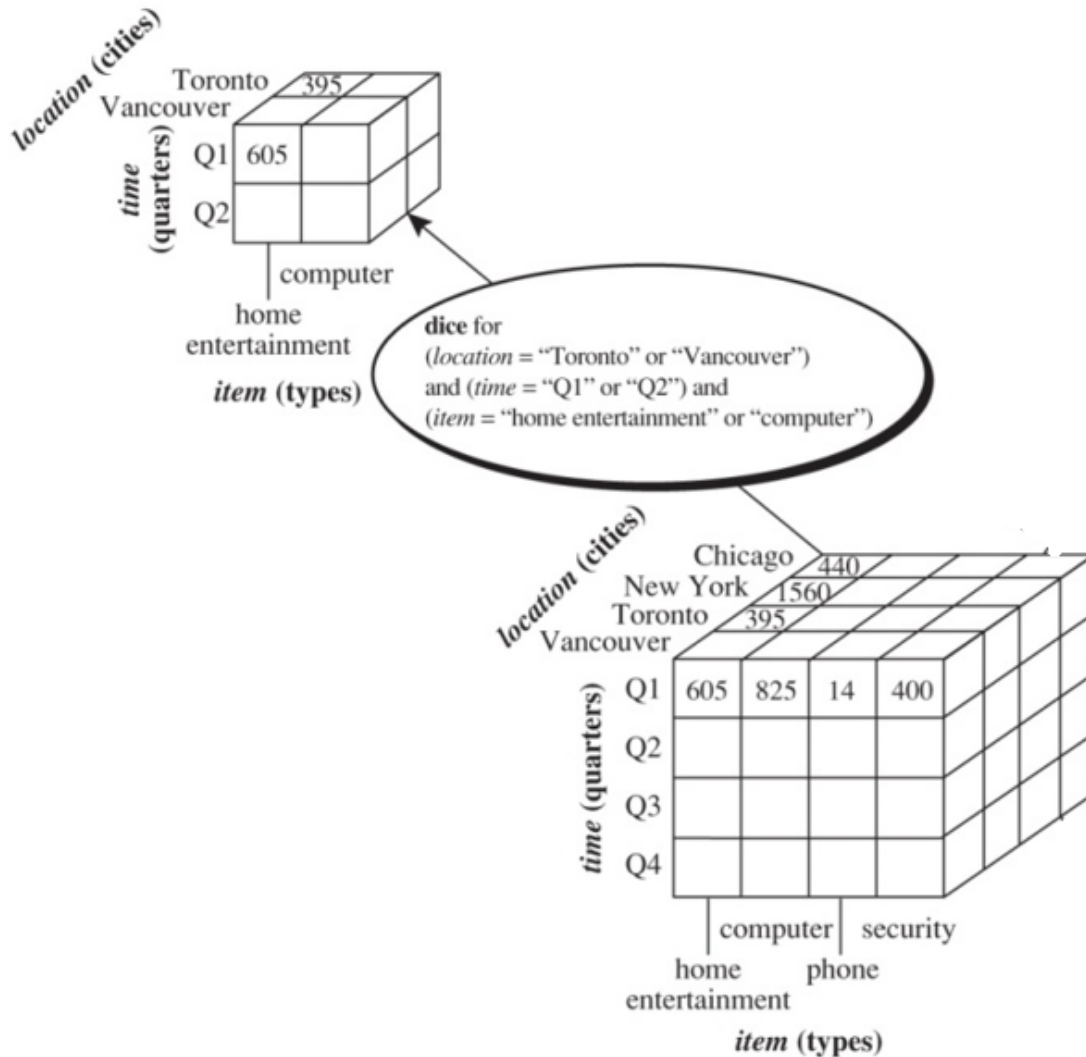 location (cities)
Toronto 395
Vancouver
time
(quarters)
Q1 605
Q2
computer
home
entertainment
item (types)
dice for
(location = “Toronto” or “Vancouver”)
and (time = “Q1” or “Q2”) and
(item = “home entertainment” or “computer”)
location (cities)
Chicago 440
New York 1560
Toronto 395
Vancouver
time (quarters)
Q1 605 825 14 400
Q2
Q3
Q4
computer security
home phone
entertainment
item (types)